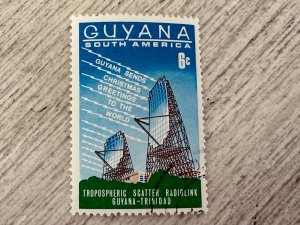 GUYANA
SOUTH AMERICA
6c
GUYANA SENDS
CHRISTMAS
GREETINGS
TO THE
WORLD
TROPOSPHERIC SCATTER RADIOLINK
GUYANA-TRINIDAD